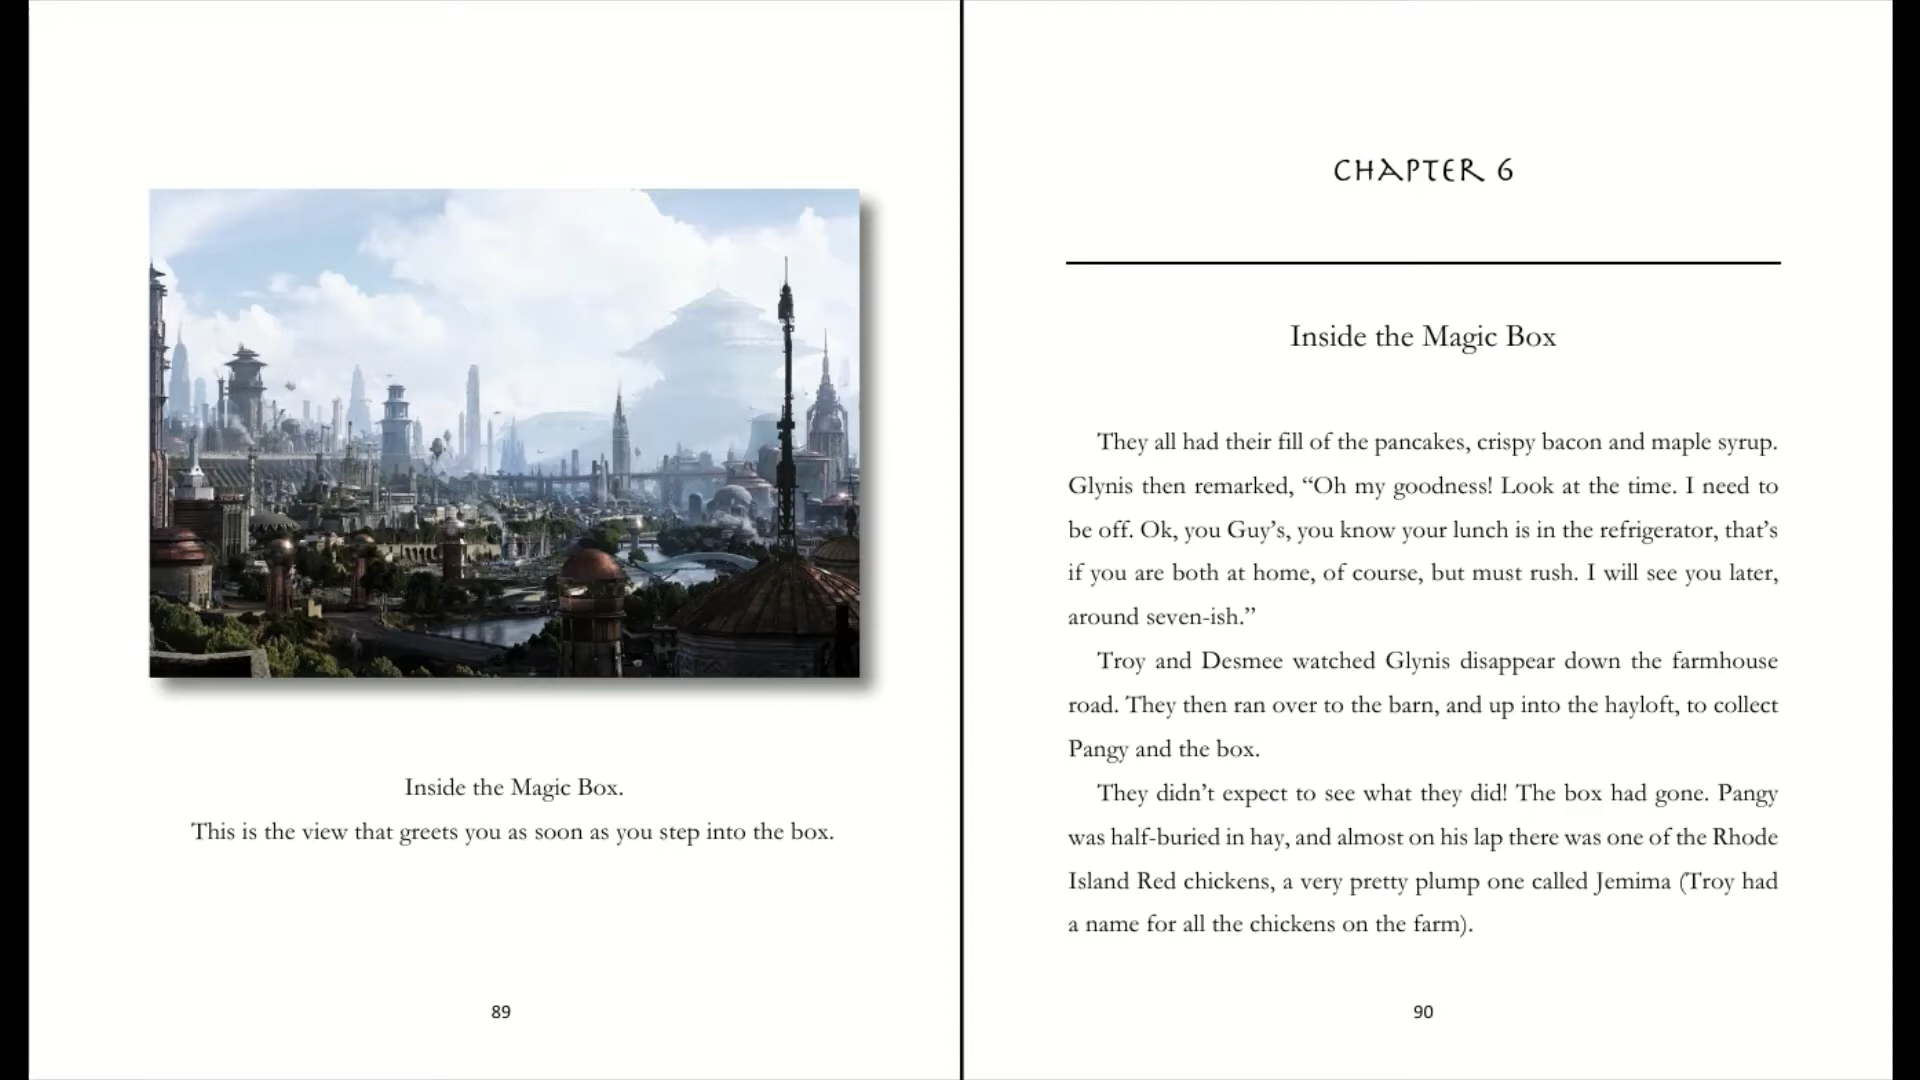 Inside the Magic Box.
This is the view that greets you as soon as you step into the box.
89
CHAPTER 6
Inside the Magic Box
They all had their fill of the pancakes, crispy bacon and maple syrup.
Glynis then remarked, “Oh my goodness! Look at the time. I need to
be off. Ok, you Guy’s, you know your lunch is in the refrigerator, that’s
if you are both at home, of course, but must rush. I will see you later,
around seven-ish.”
Troy and Desmee watched Glynis disappear down the farmhouse
road. They then ran over to the barn, and up into the hayloft, to collect
Pangy and the box.
They didn’t expect to see what they did! The box had gone. Pangy
was half-buried in hay, and almost on his lap there was one of the Rhode
Island Red chickens, a very pretty plump one called Jemima (Troy had
a name for all the chickens on the farm).
90